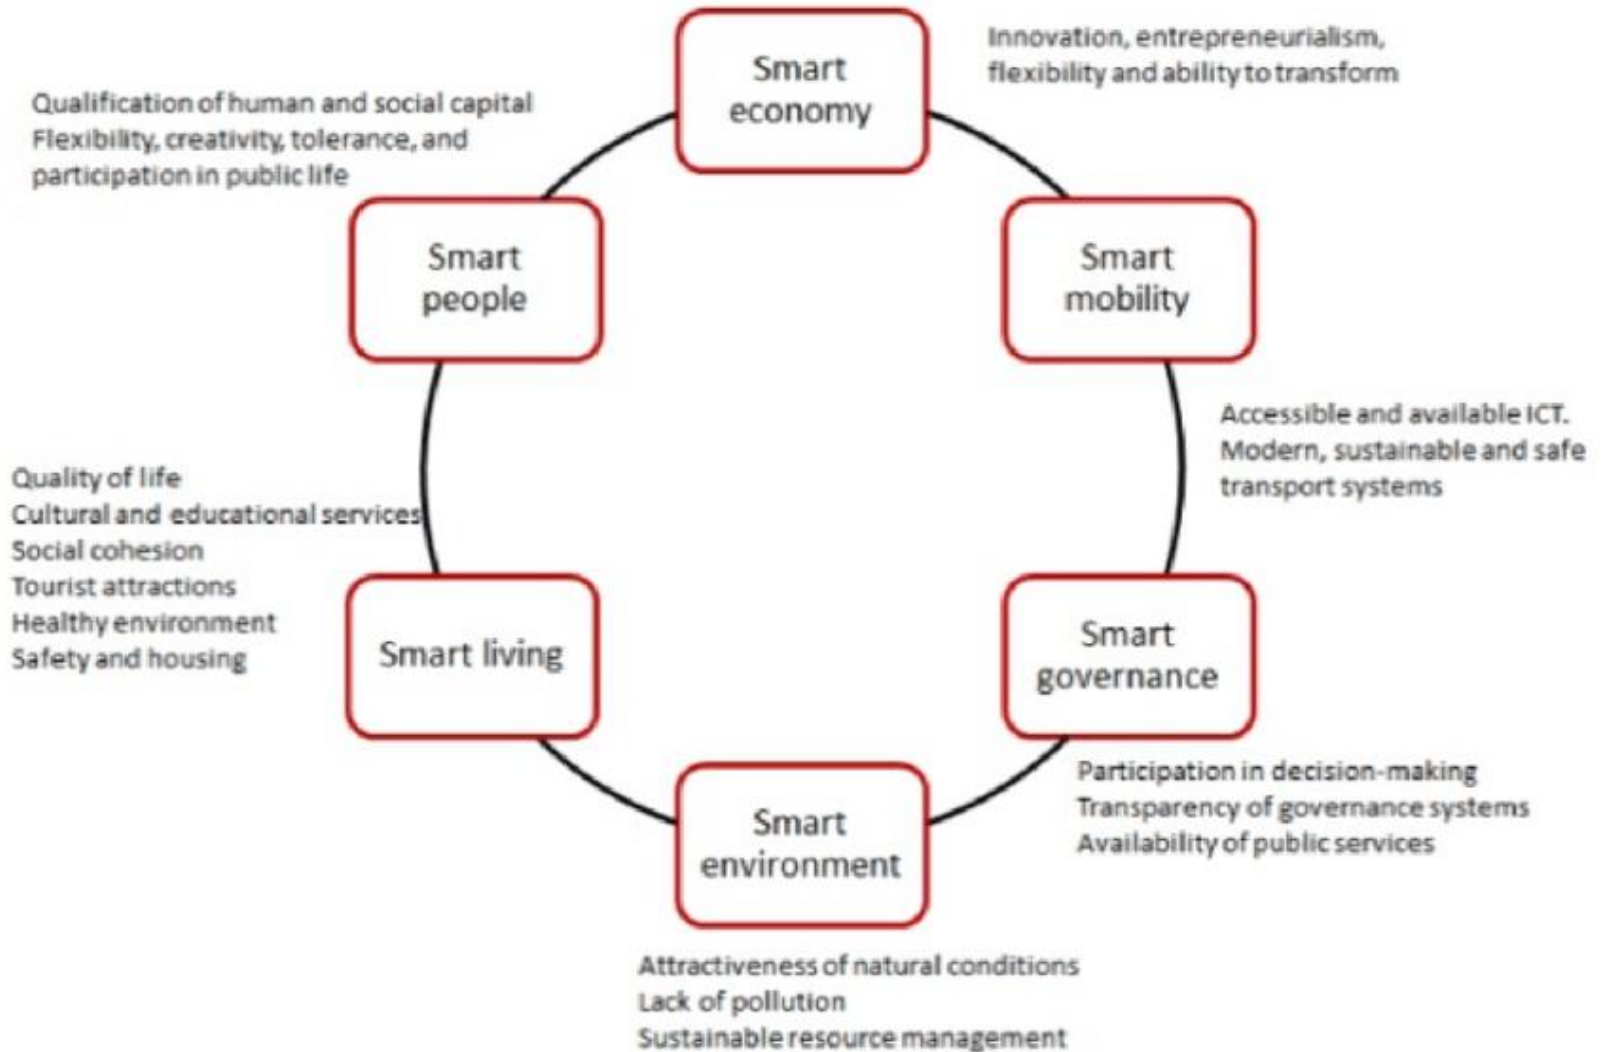 Smart
economy
Innovation, entrepreneurialism,
flexibility and ability to transform
Smart
mobility
Accessible and available ICT.
Modern, sustainable and safe
transport systems
Smart
governance
Participation in decision-making
Transparency of governance systems
Availability of public services
Smart
environment
Attractiveness of natural conditions
Lack of pollution
Sustainable resource management
Smart living
Quality of life
Cultural and educational services
Social cohesion
Tourist attractions
Healthy environment
Safety and housing
Smart
people
Qualification of human and social capital
Flexibility, creativity, tolerance, and
participation in public life